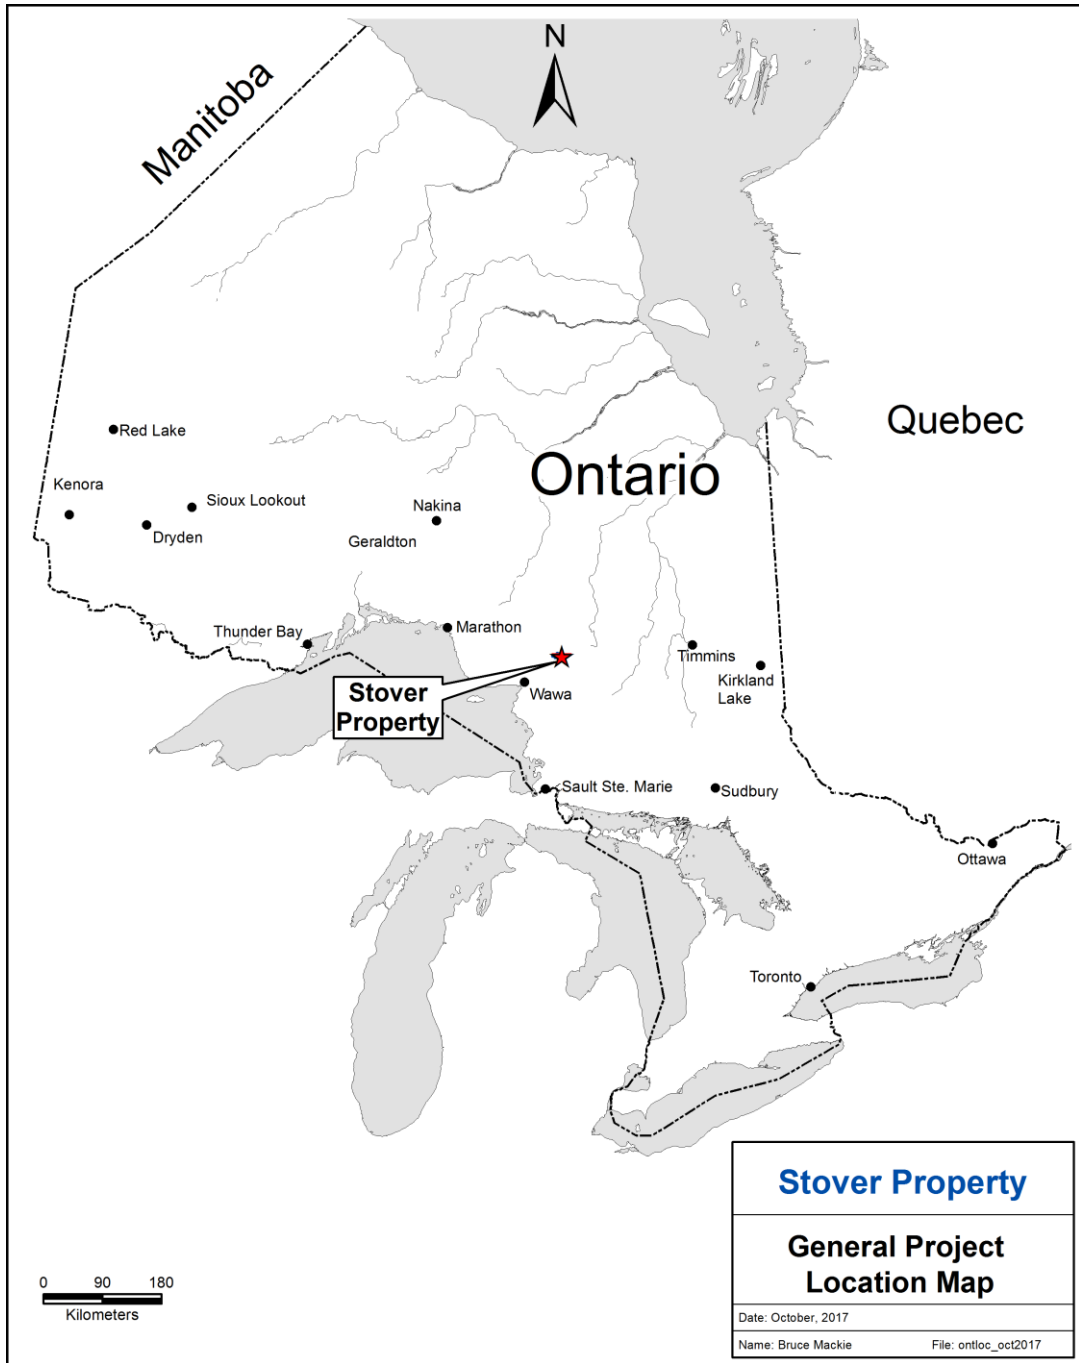 N
Manitoba
Quebec
Ontario
Red Lake
Kenora
Sioux Lookout
Dryden
Nakina
Geraldton
Thunder Bay
Marathon
Timmins
Kirkland
Lake
Stover
Property
Wawa
Sault Ste. Marie
Sudbury
Ottawa
Toronto
Stover Property
General Project
Location Map
Date: October, 2017
Name: Bruce Mackie File: ontloc_oct2017
0 90 180
Kilometers